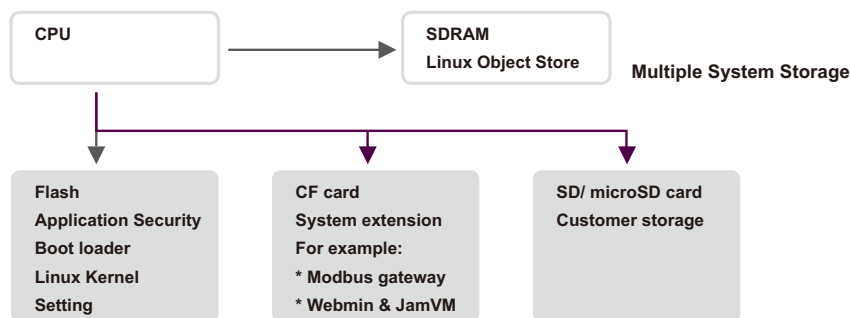 CPU
SDRAM
Linux Object Store
Multiple System Storage
Flash
Application Security
Boot loader
Linux Kernel
Setting
CF card
System extension
For example:
* Modbus gateway
* Webmin & JamVM
SD/ microSD card
Customer storage